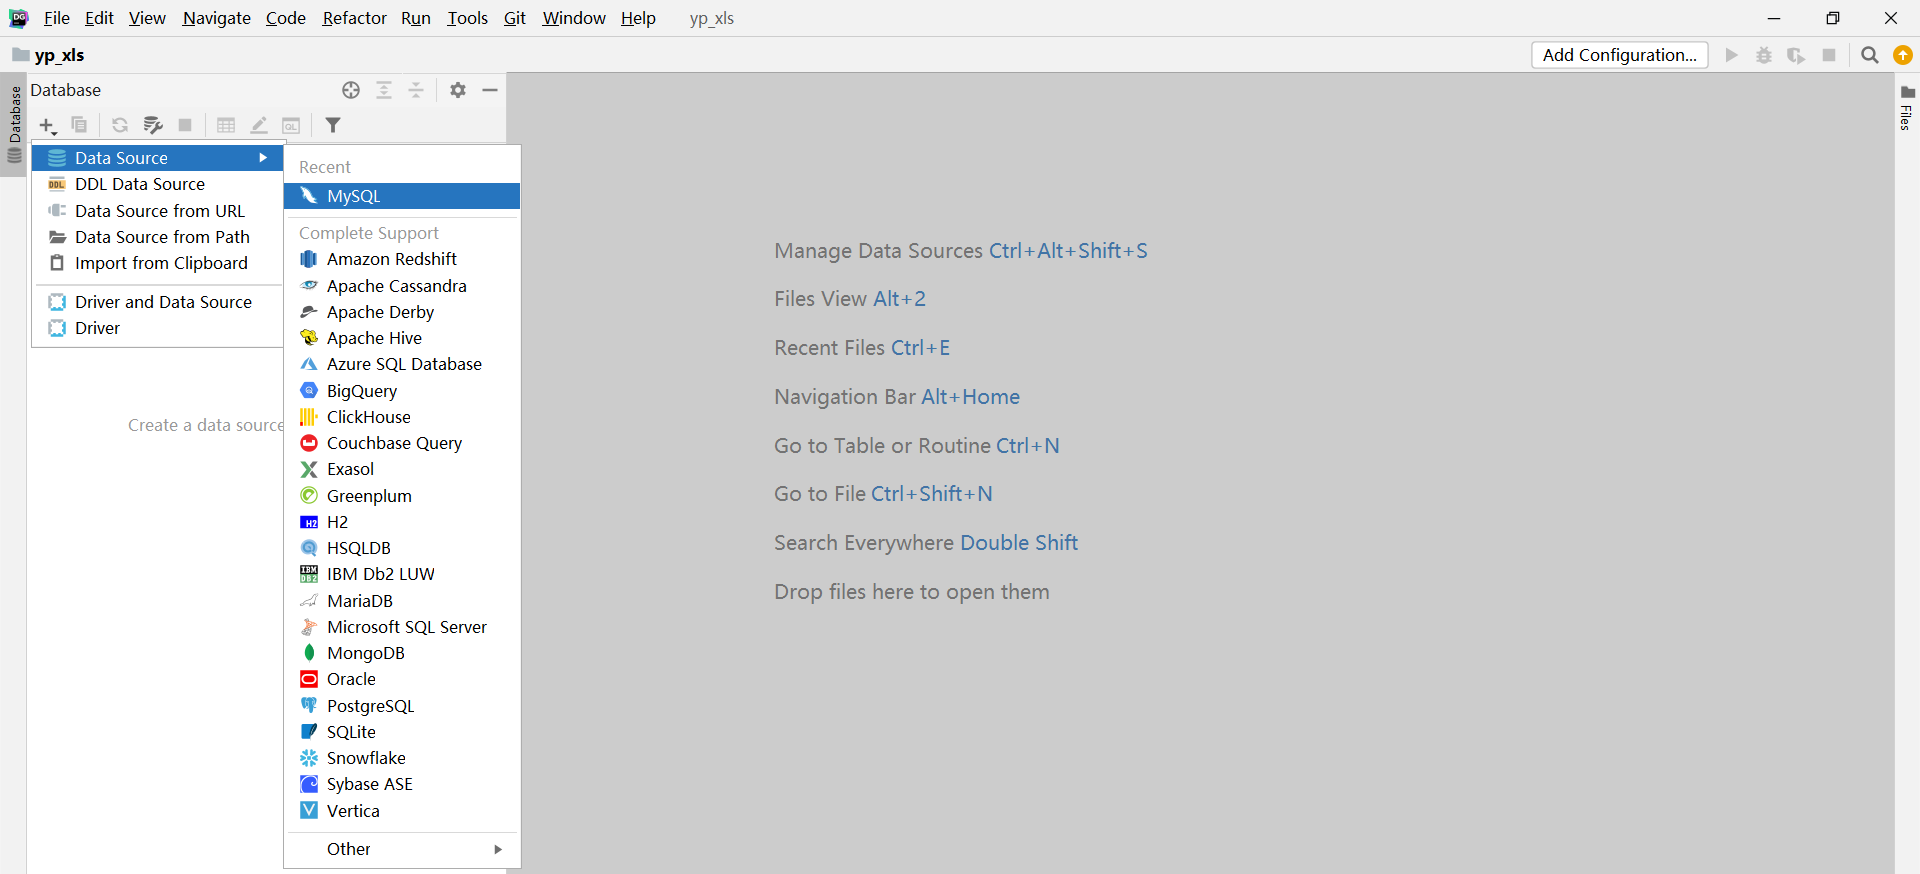 DG
File Edit View Navigate Code Refactor Run Tools Git Window Help yp_xls
yp_xls
Add Configuration...
Database
Database
Files
QL
Data Source
DDL DDL Data Source
Data Source from URL
Data Source from Path
Import from Clipboard
Driver and Data Source
Driver
Create a data source
Recent
MySQL
Complete Support
Amazon Redshift
Apache Cassandra
Apache Derby
Apache Hive
Azure SQL Database
BigQuery
ClickHouse
Couchbase Query
Exasol
Greenplum
H2 H2
HSQLDB
IBM DB2 IBM Db2 LUW
MariaDB
Microsoft SQL Server
MongoDB
Oracle
PostgreSQL
SQLite
Snowflake
Sybase ASE
Vertica
Other
Manage Data Sources Ctrl+Alt+Shift+S
Files View Alt+2
Recent Files Ctrl+E
Navigation Bar Alt+Home
Go to Table or Routine Ctrl+N
Go to File Ctrl+Shift+N
Search Everywhere Double Shift
Drop files here to open them